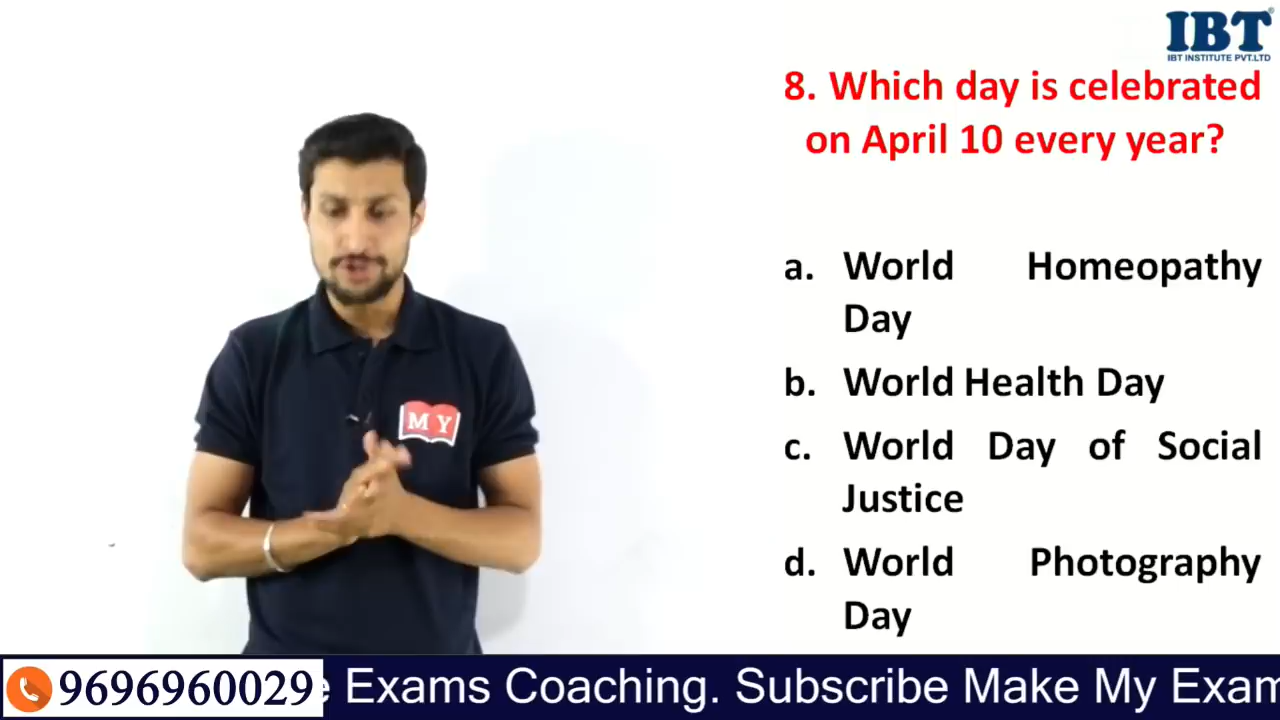 IBT
IBT INSTITUTE PVT.LTD
8. Which day is celebrated
on April 10 every year?
a. World Homeopathy
Day
b. World Health Day
c. World Day of Social
Justice
d. World Photography
Day
M Y
9696960029
e Exams Coaching. Subscribe Make My Exam